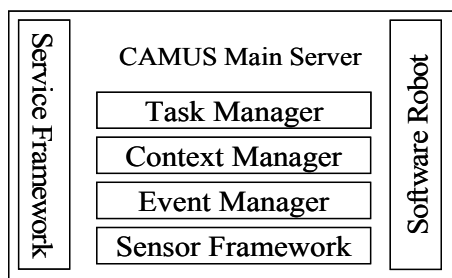 Service Framework
CAMUS Main Server
Task Manager
Context Manager
Event Manager
Sensor Framework
Software Robot